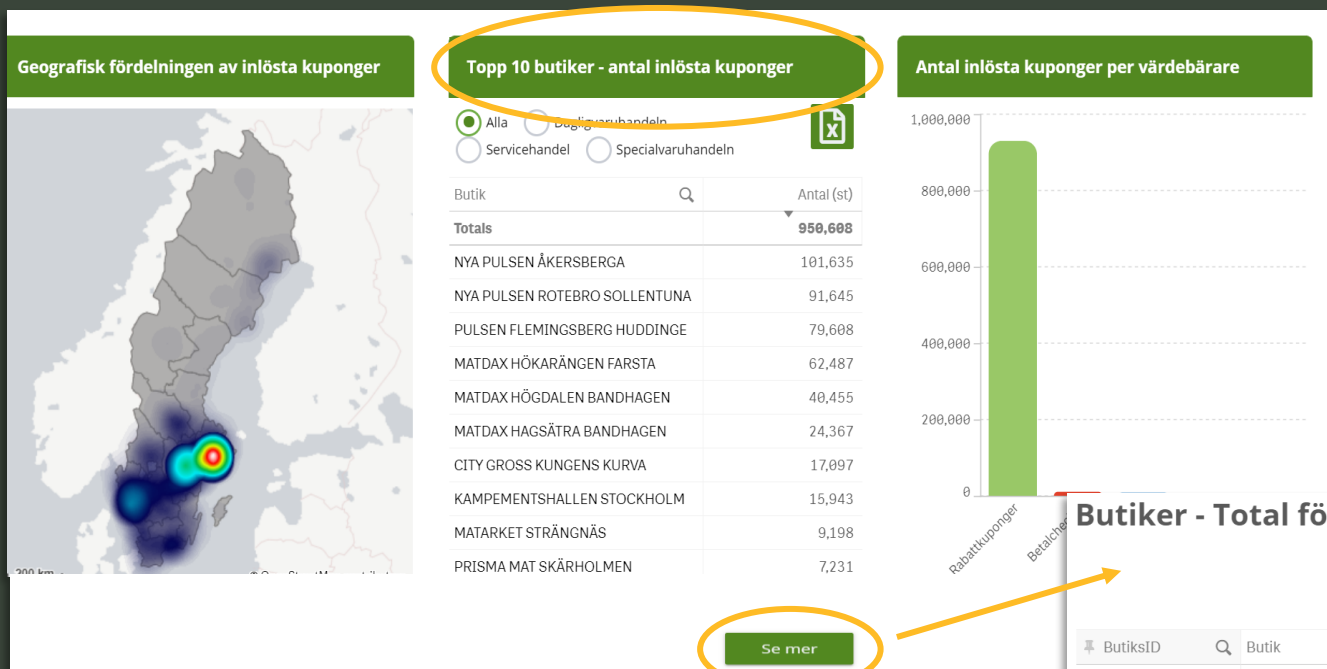 Geografisk fördelningen av inlösta kuponger
Topp 10 butiker - antal inlösta kuponger
Alla Dagligvaruhandeln
Servicehandel Specialvaruhandeln
Butik Antal (st)
Totals 950,608
NYA PULSEN ÅKERSBERGA 101,635
NYA PULSEN ROTEBRO SOLLENTUNA 91,645
PULSEN FLEMINGSBERG HUDDINGE 79,608
MATDAX HÖKARÄNGEN FARSTA 62,487
MATDAX HÖGDALEN BANDHAGEN 40,455
MATDAX HAGSÄTRA BANDHAGEN 24,367
CITY GROSS KUNGENS KURVA 17,097
KAMPEMENTSHALLEN STOCKHOLM 15,943
MATARKET STRÄNGNÄS 9,198
PRISMA MAT SKÄRHOLMEN 7,231
Se mer
Antal inlösta kuponger per värdebärare
1,000,000
800,000
600,000
400,000
200,000
0
Rabattkuponger
Butiker - Total fö
ButiksID Butik